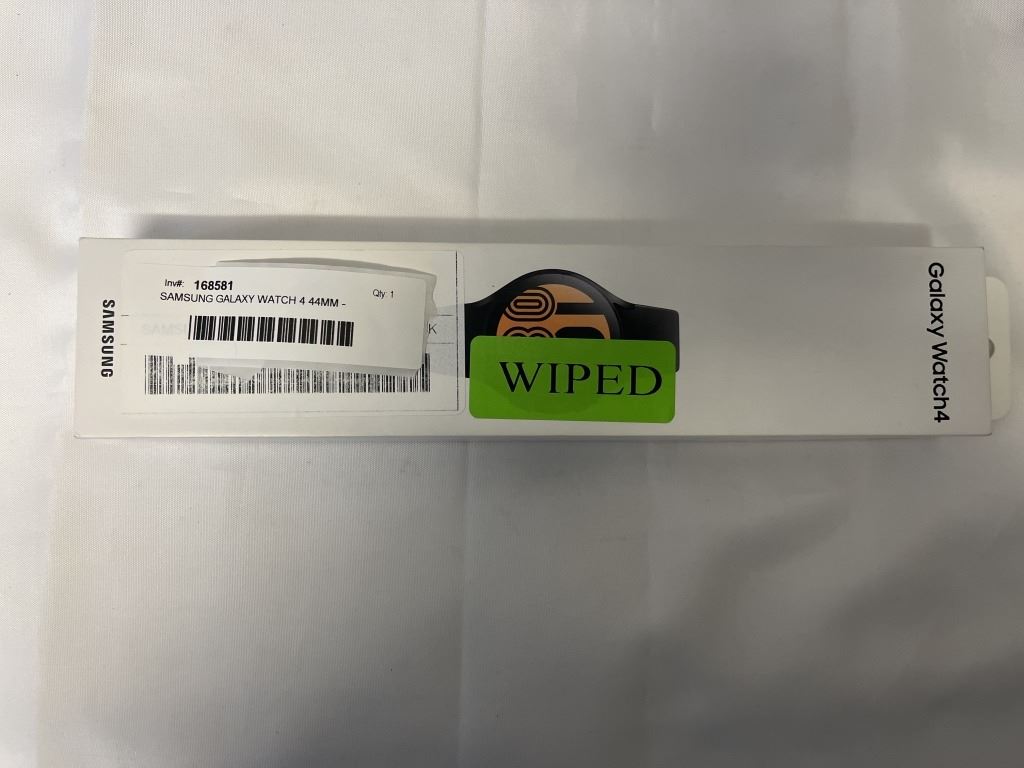 SAMSUNG
Inv#: 168581
Qty: 1
SAMSUNG GALAXY WATCH 4 44MM -
K
WIPED
Galaxy Watch4